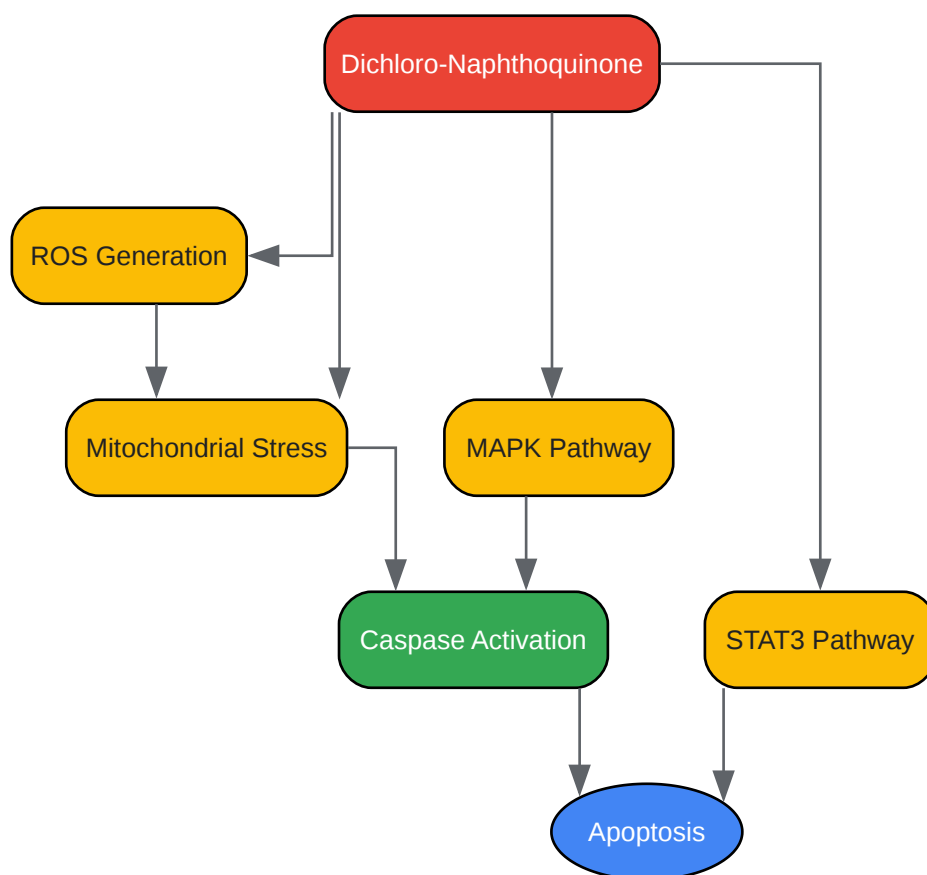 Dichloro-Naphthoquinone
ROS Generation
Mitochondrial Stress
MAPK Pathway
Caspase Activation
STAT3 Pathway
Apoptosis